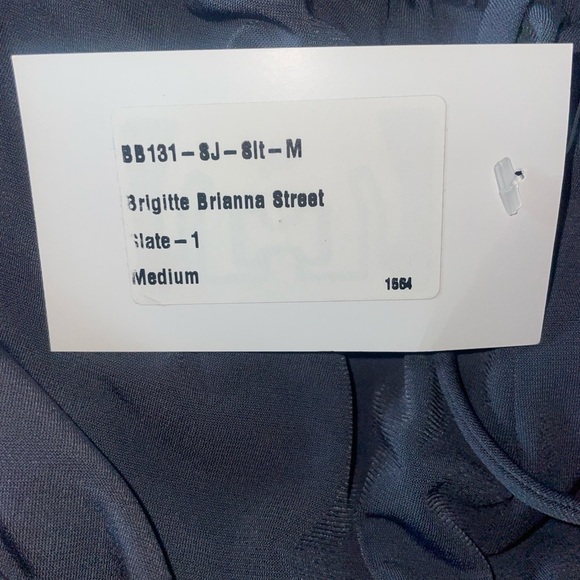 BB131-SJ-Slt-M
Brigitte Brianna Street
Slate-1
Medium
1564